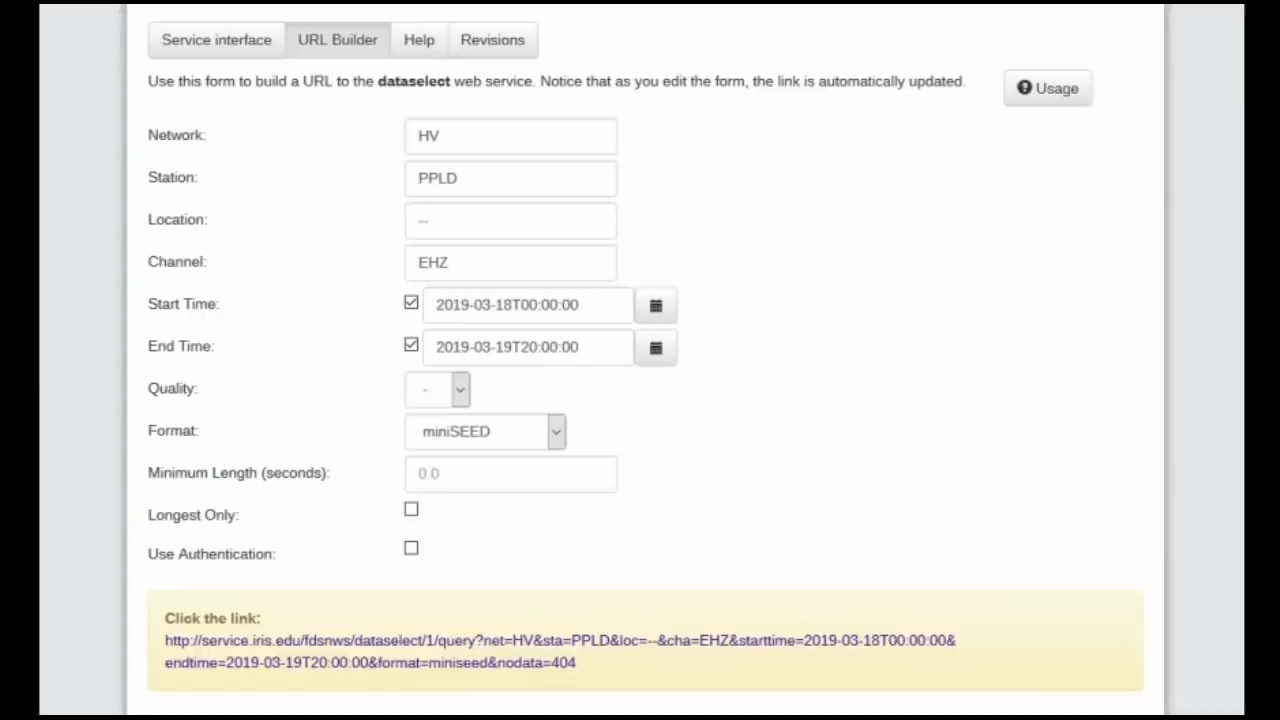 Service interface URL Builder Help Revisions
Use this form to build a URL to the dataselect web service. Notice that as you edit the form, the link is automatically updated.
Usage
Network: HV
Station: PPLD
Location: --
Channel: EHZ
Start Time: 2019-03-18T00:00:00
End Time: 2019-03-19T20:00:00
Quality: -
Format: miniSEED
Minimum Length (seconds): 0.0
Longest Only:
Use Authentication:
Click the link:
http://service.iris.edu/fdsnws/dataselect/1/query?net=HV&sta=PPLD&loc=--&cha=EHZ&starttime=2019-03-18T00:00:00&
endtime=2019-03-19T20:00:00&format=miniseed&nodata=404